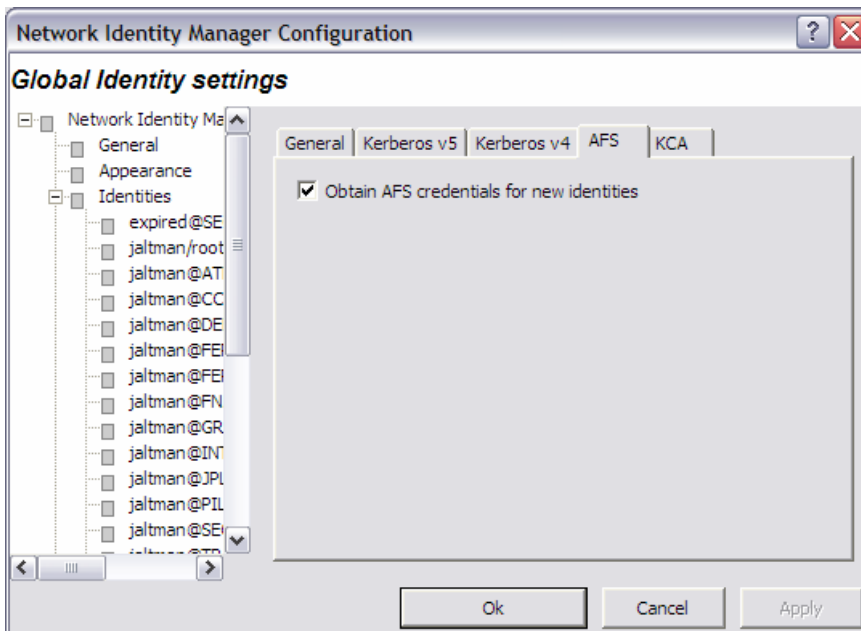 Network Identity Manager Configuration
Global Identity settings
Network Identity Ma
General
Appearance
Identities
expired@SE
jaltman/root
jaltman@AT
jaltman@CC
jaltman@DE
jaltman@FE
jaltman@FE
jaltman@FN
jaltman@GR
jaltman@IN
jaltman@JPL
jaltman@PIL
jaltman@SE
General Kerberos v5 Kerberos v4 AFS KCA
Obtain AFS credentials for new identities
Ok Cancel Apply